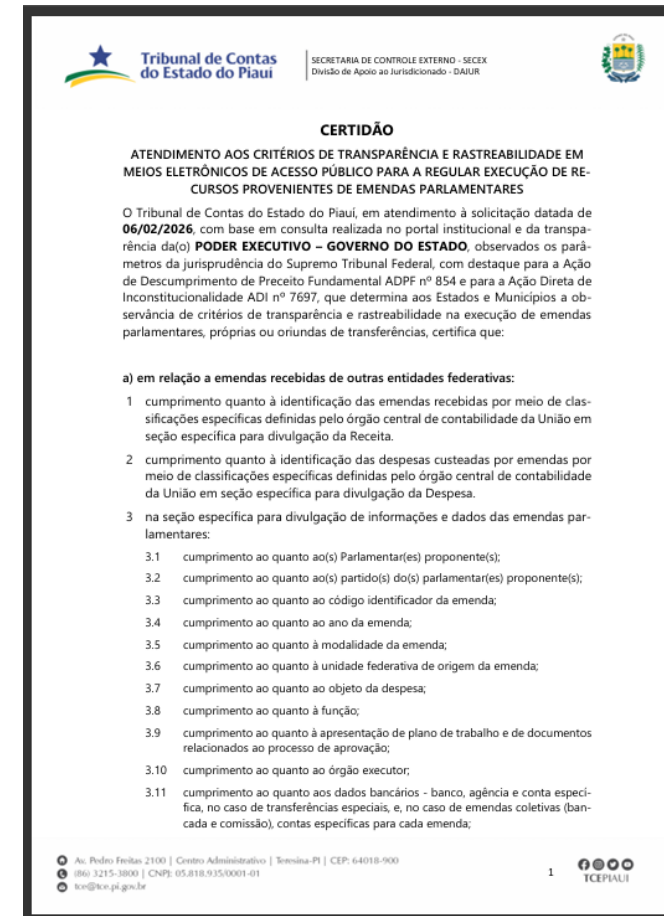 Tribunal de Contas
do Estado do Piauí
SECRETARIA DE CONTROLE EXTERNO - SECEX
Divisão de Apoio ao Jurisdicionado - DAJUR
CERTIDÃO
ATENDIMENTO AOS CRITÉRIOS DE TRANSPARÊNCIA E RASTREABILIDADE EM
MEIOS ELETRÔNICOS DE ACESSO PÚBLICO PARA A REGULAR EXECUÇÃO DE RE-
CURSOS PROVENIENTES DE EMENDAS PARLAMENTARES
O Tribunal de Contas do Estado do Piauí, em atendimento à solicitação datada de
06/02/2026, com base em consulta realizada no portal institucional e da transpa-
rência da(o) PODER EXECUTIVO – GOVERNO DO ESTADO, observados os parâ-
metros da jurisprudência do Supremo Tribunal Federal, com destaque para a Ação
de Descumprimento de Preceito Fundamental ADPF nº 854 e para a Ação Direta de
Inconstitucionalidade ADI nº 7697, que determina aos Estados e Municípios a ob-
servância de critérios de transparência e rastreabilidade na execução de emendas
parlamentares, próprias ou oriundas de transferências, certifica que:
a) em relação a emendas recebidas de outras entidades federativas:
1 cumprimento quanto à identificação das emendas recebidas por meio de clas-
sificações específicas definidas pelo órgão central de contabilidade da União em
seção específica para divulgação da Receita.
2 cumprimento quanto à identificação das despesas custeadas por emendas por
meio de classificações específicas definidas pelo órgão central de contabilidade
da União em seção específica para divulgação da Despesa.
3 na seção específica para divulgação de informações e dados das emendas par-
lamentares:
3.1 cumprimento ao quanto ao(s) Parlamentar(es) proponente(s);
3.2 cumprimento ao quanto ao(s) partido(s) do(s) parlamentar(es) proponente(s);
3.3 cumprimento ao quanto ao código identificador da emenda;
3.4 cumprimento ao quanto ao ano da emenda;
3.5 cumprimento ao quanto à modalidade da emenda;
3.6 cumprimento ao quanto à unidade federativa de origem da emenda;
3.7 cumprimento ao quanto ao objeto da despesa;
3.8 cumprimento ao quanto à função;
3.9 cumprimento ao quanto à apresentação de plano de trabalho e de documentos
relacionados ao processo de aprovação;
3.10 cumprimento ao quanto ao órgão executor;
3.11 cumprimento ao quanto aos dados bancários - banco, agência e conta especí-
fica, no caso de transferências especiais, e, no caso de emendas coletivas (ban-
cada e comissão), contas específicas para cada emenda;
Av. Pedro Freitas 2100 | Centro Administrativo | Teresina-PI | CEP: 64018-900
(86) 3215-3800 | CNPJ: 05.818.935/0001-01
tce@tce.pi.gov.br
1
TCEPIAUI